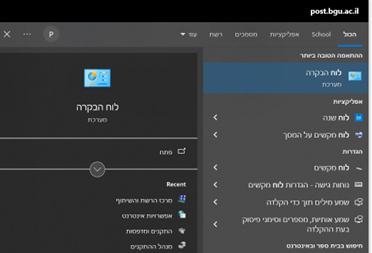 post.bgu.ac.il
הכול School אפליקציות מסמכים רשת עוד P
ההתאמה הטובה ביותר
לוח הבקרה
מערכת
אפליקציות
לוח שנה
לוח מקשים על המסך
הגדרות
לוח מקשים
נוחות גישה - הגדרות לוח מקשים
שמע מילים תוך כדי הקלדה
שמע אותיות, מספרים וסימני פיסוק
בעת ההקלדה
חיפוש בבית ספר ובאינטרנט
לוח הבקרה
מערכת
פתח
Recent
מרכז הרשת והשיתוף
אפשרויות אינטרנט
התקנים ומדפסות
מנהל ההתקנים